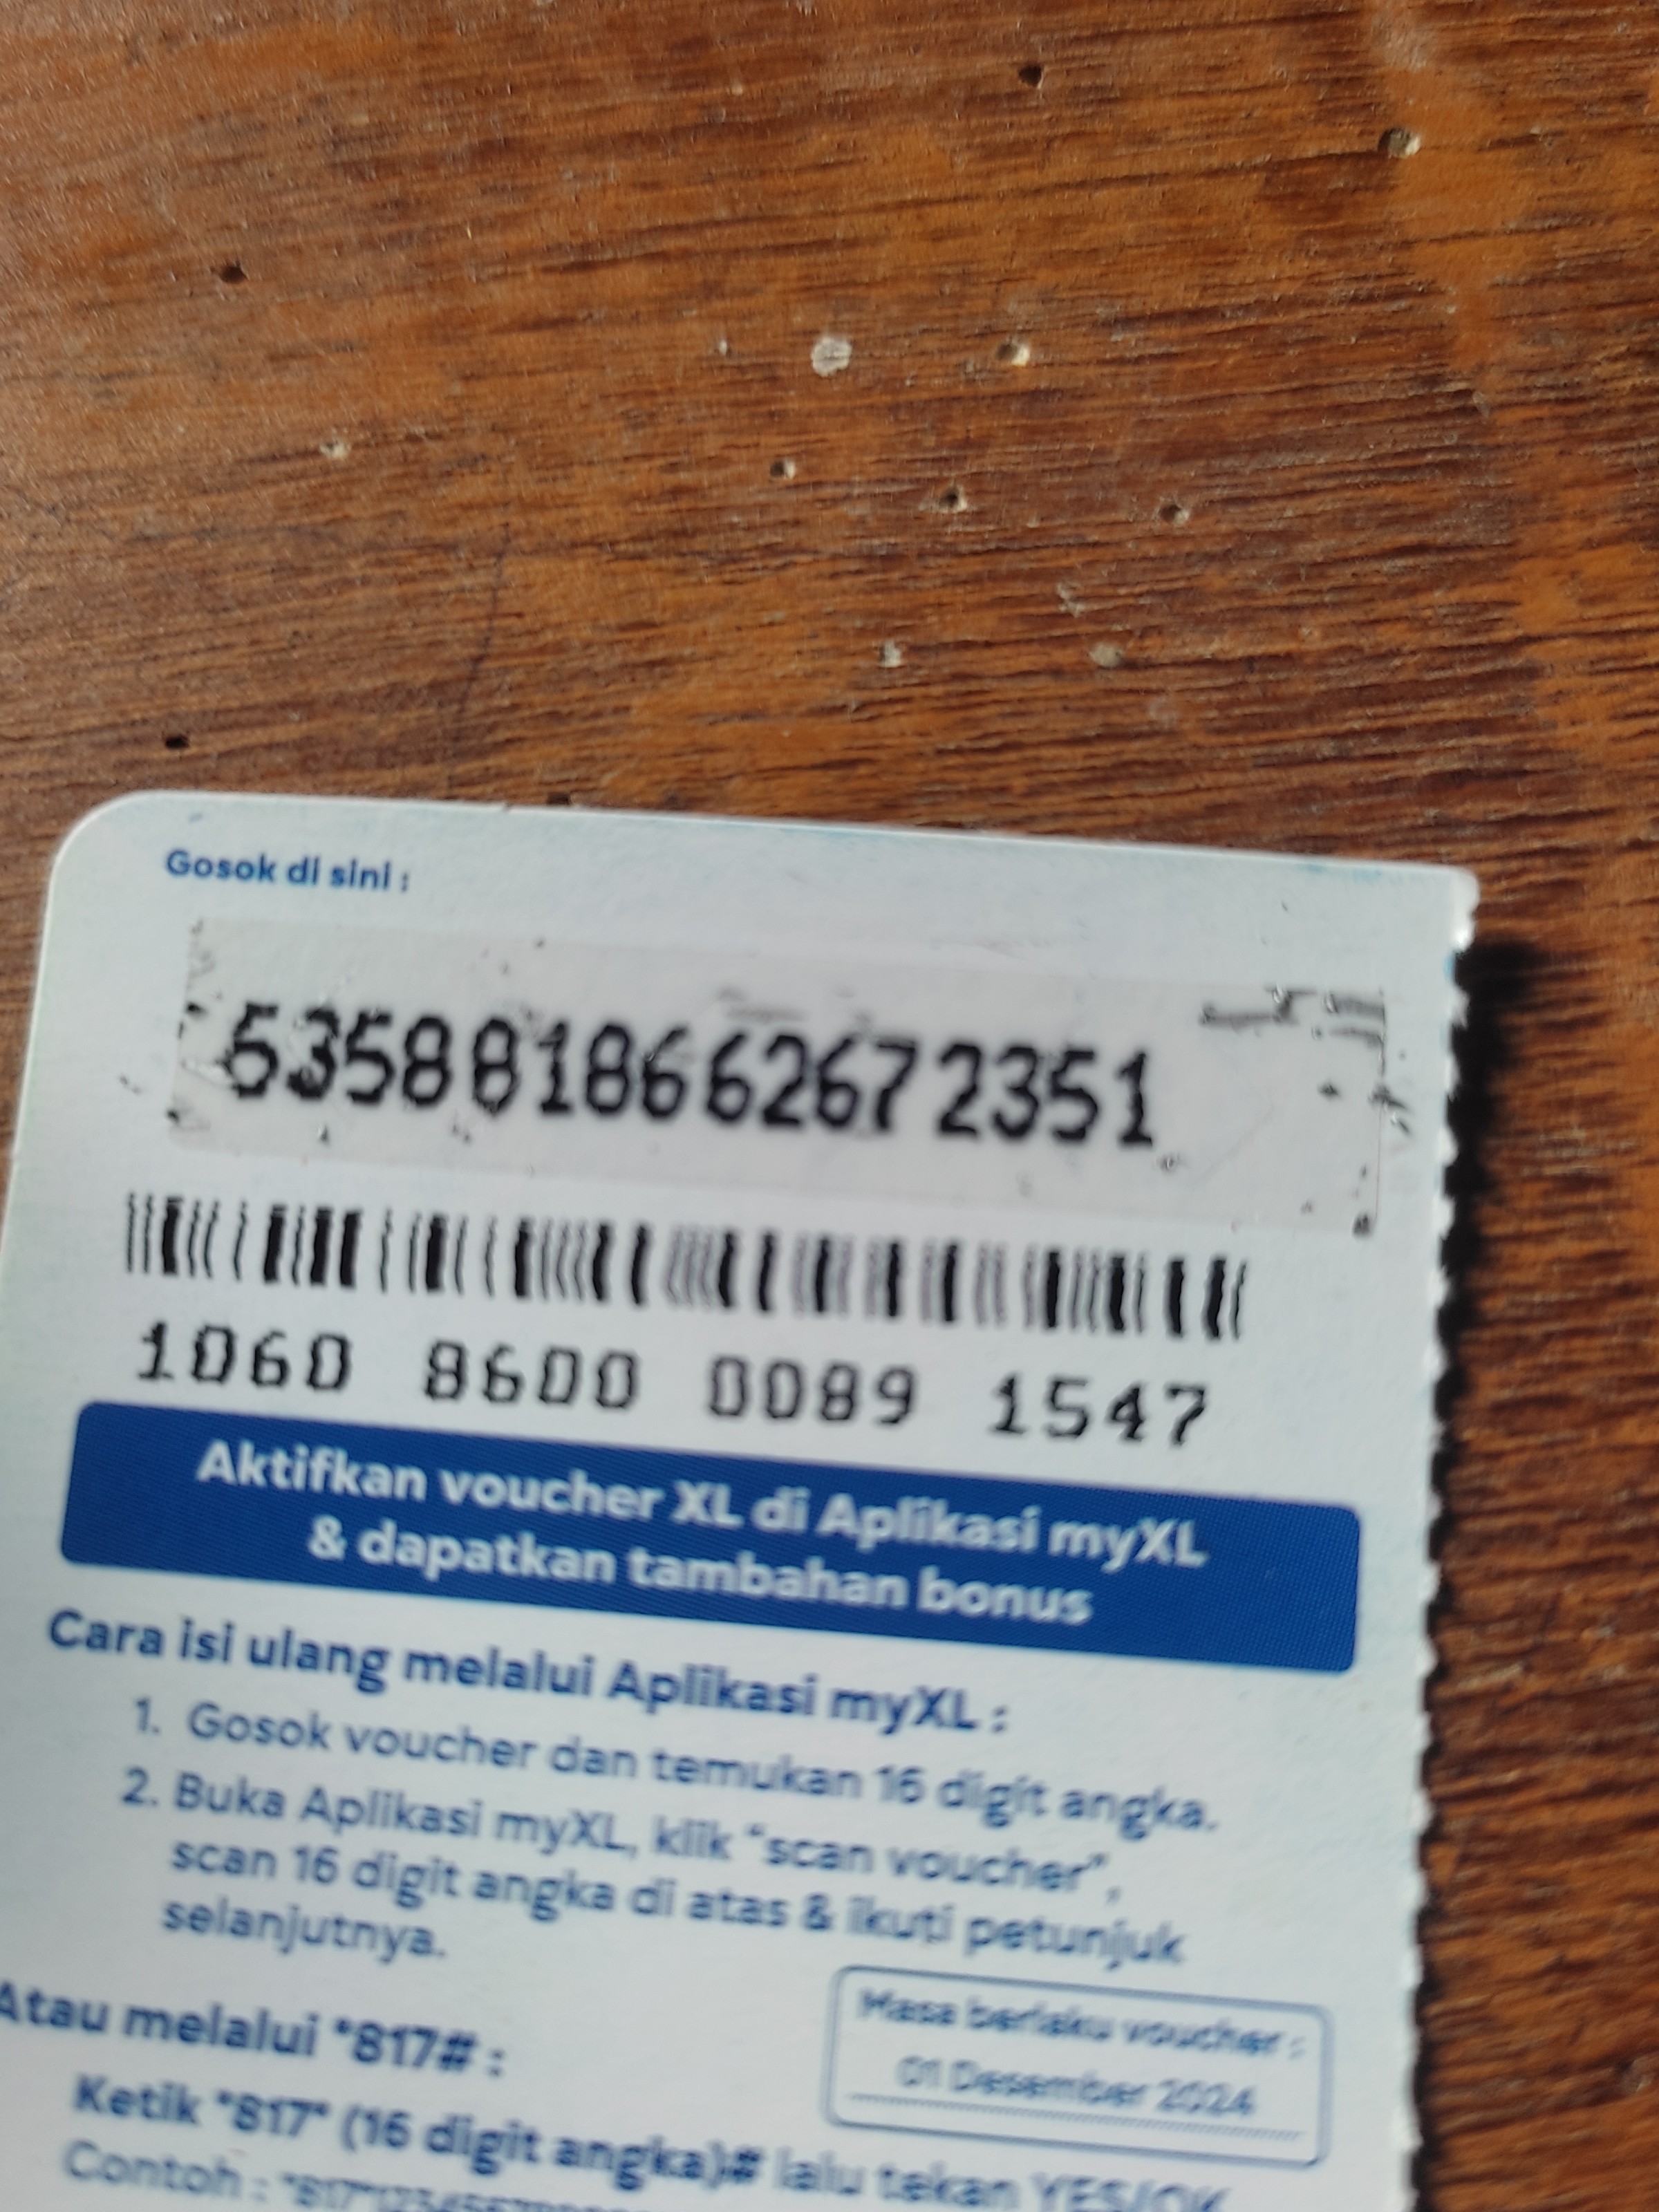 Gosok di sini :
5358818662672351
1060 8600 0089 1547
Aktifkan voucher XL di Aplikasi myXL
& dapatkan tambahan bonus
Cara isi ulang melalui Aplikasi myXL :
1. Gosok voucher dan temukan 16 digit angka.
2. Buka Aplikasi myXL, klik "scan voucher",
scan 16 digit angka di atas & ikuti petunjuk
selanjutnya.
Masa berlaku voucher :
01 Desember 2024
Atau melalui *817# :
Ketik *817* (16 digit angka)# lalu tekan YES/OK
Contoh :